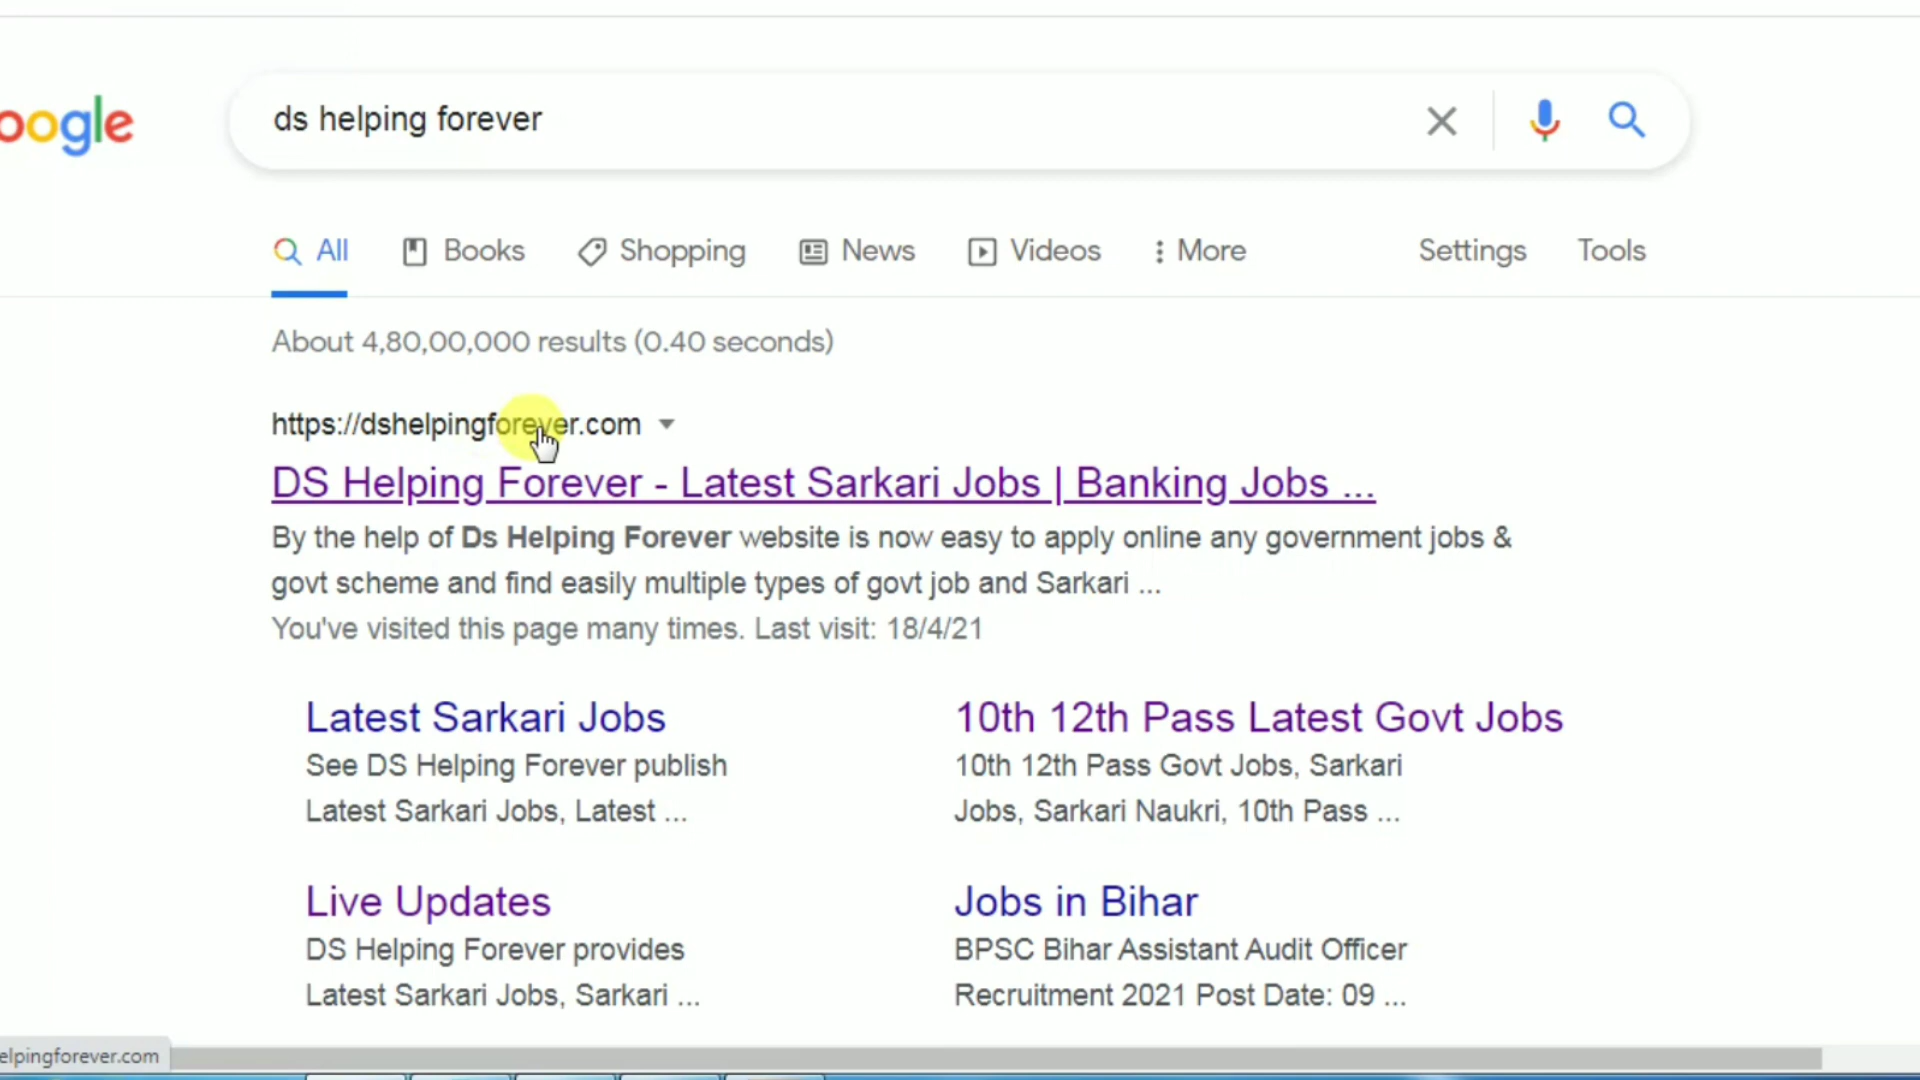 oogle
ds helping forever
All Books Shopping News Videos More Settings Tools
About 4,80,00,000 results (0.40 seconds)
https://dshelpingforever.com
DS Helping Forever - Latest Sarkari Jobs | Banking Jobs ...
By the help of Ds Helping Forever website is now easy to apply online any government jobs &
govt scheme and find easily multiple types of govt job and Sarkari ...
You've visited this page many times. Last visit: 18/4/21
Latest Sarkari Jobs
See DS Helping Forever publish
Latest Sarkari Jobs, Latest ...
10th 12th Pass Latest Govt Jobs
10th 12th Pass Govt Jobs, Sarkari
Jobs, Sarkari Naukri, 10th Pass ...
Live Updates
DS Helping Forever provides
Latest Sarkari Jobs, Sarkari ...
Jobs in Bihar
BPSC Bihar Assistant Audit Officer
Recruitment 2021 Post Date: 09 ...
elpingforever.com